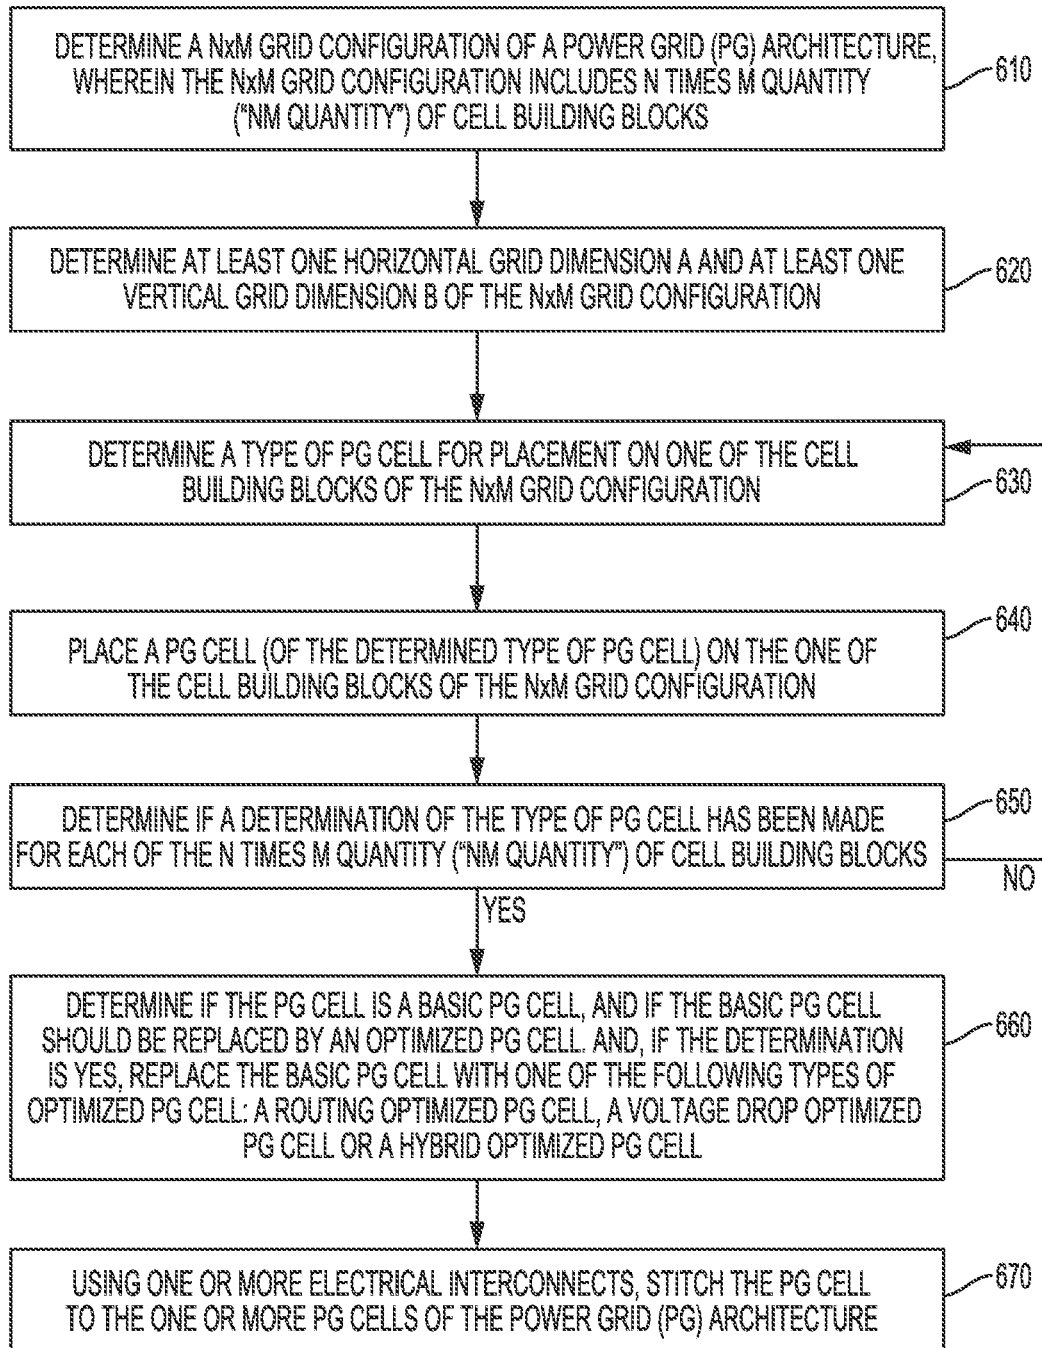 DETERMINE A NxM GRID CONFIGURATION OF A POWER GRID (PG) ARCHITECTURE,
WHEREIN THE NxM GRID CONFIGURATION INCLUDES N TIMES M QUANTITY
("NM QUANTITY") OF CELL BUILDING BLOCKS
610
DETERMINE AT LEAST ONE HORIZONTAL GRID DIMENSION A AND AT LEAST ONE
VERTICAL GRID DIMENSION B OF THE NxM GRID CONFIGURATION
620
DETERMINE A TYPE OF PG CELL FOR PLACEMENT ON ONE OF THE CELL
BUILDING BLOCKS OF THE NxM GRID CONFIGURATION
630
PLACE A PG CELL (OF THE DETERMINED TYPE OF PG CELL) ON THE ONE OF
THE CELL BUILDING BLOCKS OF THE NxM GRID CONFIGURATION
640
DETERMINE IF A DETERMINATION OF THE TYPE OF PG CELL HAS BEEN MADE
FOR EACH OF THE N TIMES M QUANTITY ("NM QUANTITY") OF CELL BUILDING BLOCKS
650
NO
YES
DETERMINE IF THE PG CELL IS A BASIC PG CELL, AND IF THE BASIC PG CELL
SHOULD BE REPLACED BY AN OPTIMIZED PG CELL. AND, IF THE DETERMINATION
IS YES, REPLACE THE BASIC PG CELL WITH ONE OF THE FOLLOWING TYPES OF
OPTIMIZED PG CELL: A ROUTING OPTIMIZED PG CELL, A VOLTAGE DROP OPTIMIZED
PG CELL OR A HYBRID OPTIMIZED PG CELL
660
USING ONE OR MORE ELECTRICAL INTERCONNECTS, STITCH THE PG CELL
TO THE ONE OR MORE PG CELLS OF THE POWER GRID (PG) ARCHITECTURE
670